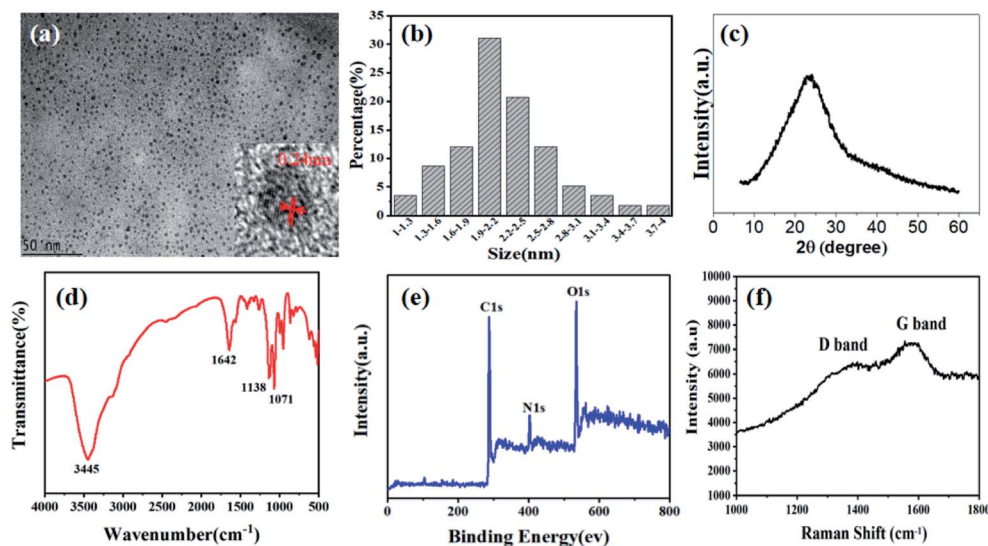 (a)
0.24nm
50 nm
(b)
Percentage(%)
35
30
25
20
15
10
5
0
1-1.3
1.3-1.6
1.6-1.9
1.9-2.2
2.2-2.5
2.5-2.8
2.8-3.1
3.1-3.4
3.4-3.7
3.7-4
Size(nm)
(c)
Intensity(a.u.)
0 10 20 30 40 50 60
2θ (degree)
(d)
Transmittance(%)
1642
1138
1071
3445
4000 3500 3000 2500 2000 1500 1000 500
Wavenumber(cm-1)
(e)
Intensity(a.u.)
C1s
N1s
O1s
0 200 400 600 800
Binding Energy(ev)
(f)
Intensity (a.u)
10000
9000
8000
7000
6000
5000
4000
3000
2000
1000
D band
G band
1000 1200 1400 1600 1800
Raman Shift (cm-1)